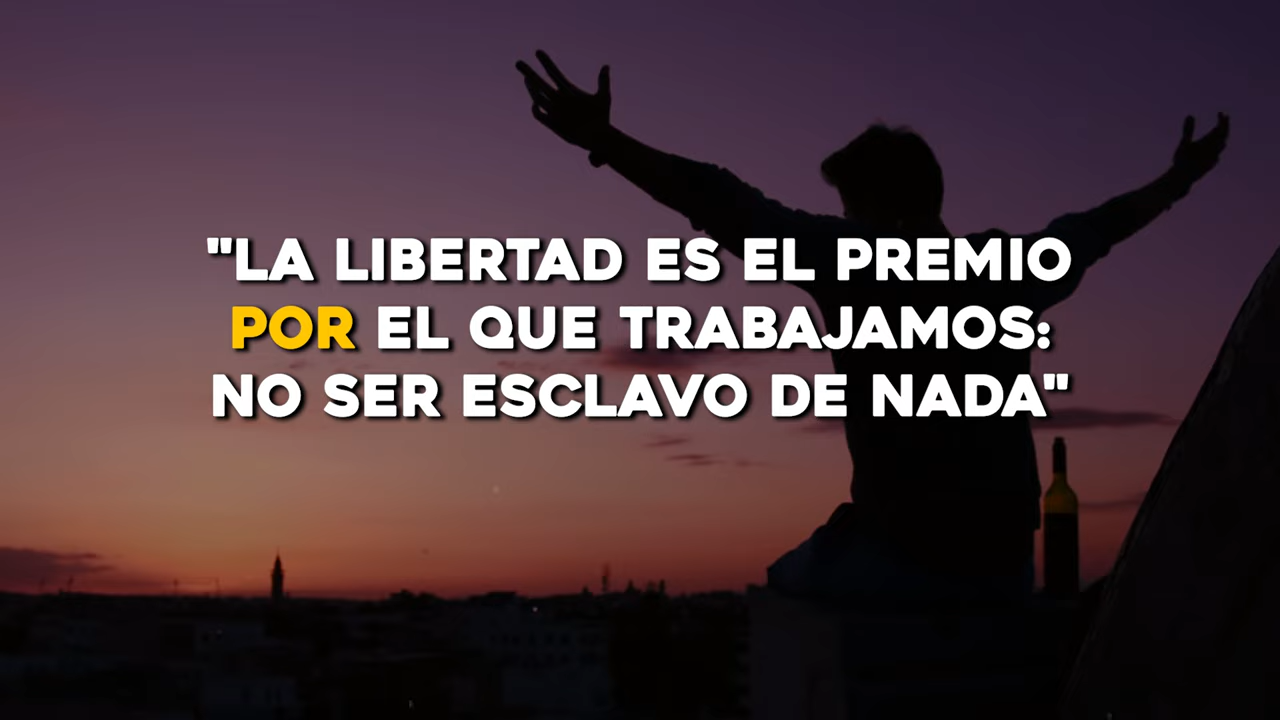 "LA LIBERTAD ES EL PREMIO
POR EL QUE TRABAJAMOS:
NO SER ESCLAVO DE NADA"